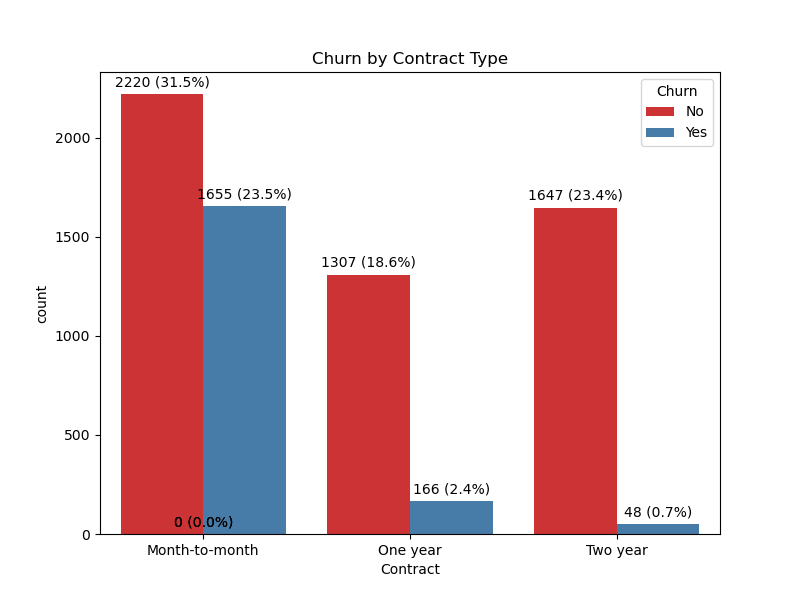 Churn by Contract Type
2220 (31.5%)
Churn
No
Yes
1655 (23.5%)
1647 (23.4%)
1307 (18.6%)
166 (2.4%)
48 (0.7%)
0 (0.0%)
2000
1500
1000
500
0
count
Month-to-month
One year
Two year
Contract